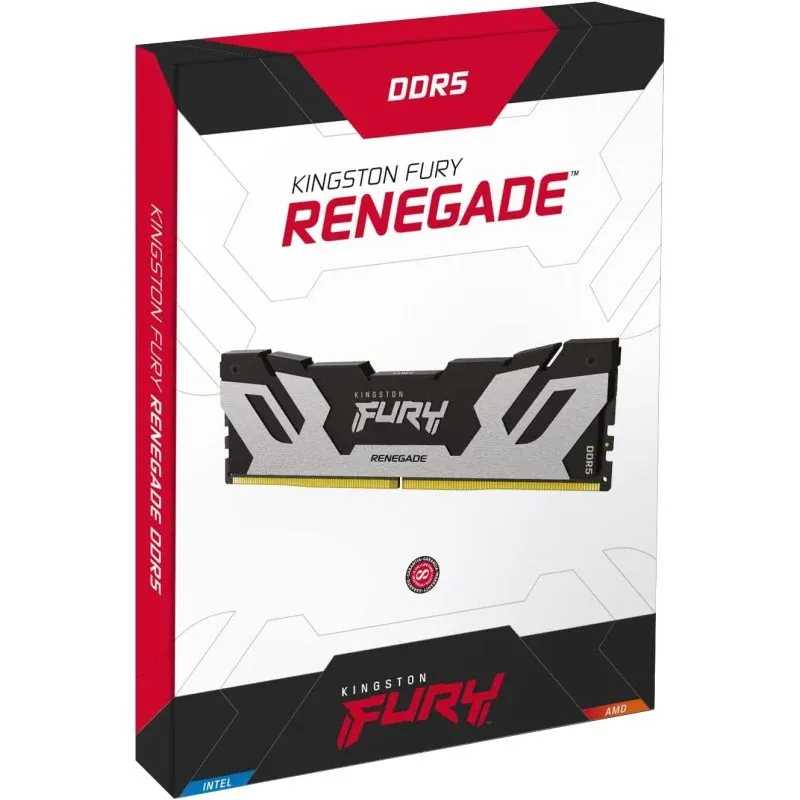 DDR5
KINGSTON FURY
RENEGADE™
KINGSTON FURY RENEGADE DDR5
KINGSTON
FURY
RENEGADE
DDR5
KINGSTON
FURY
INTEL
AMD